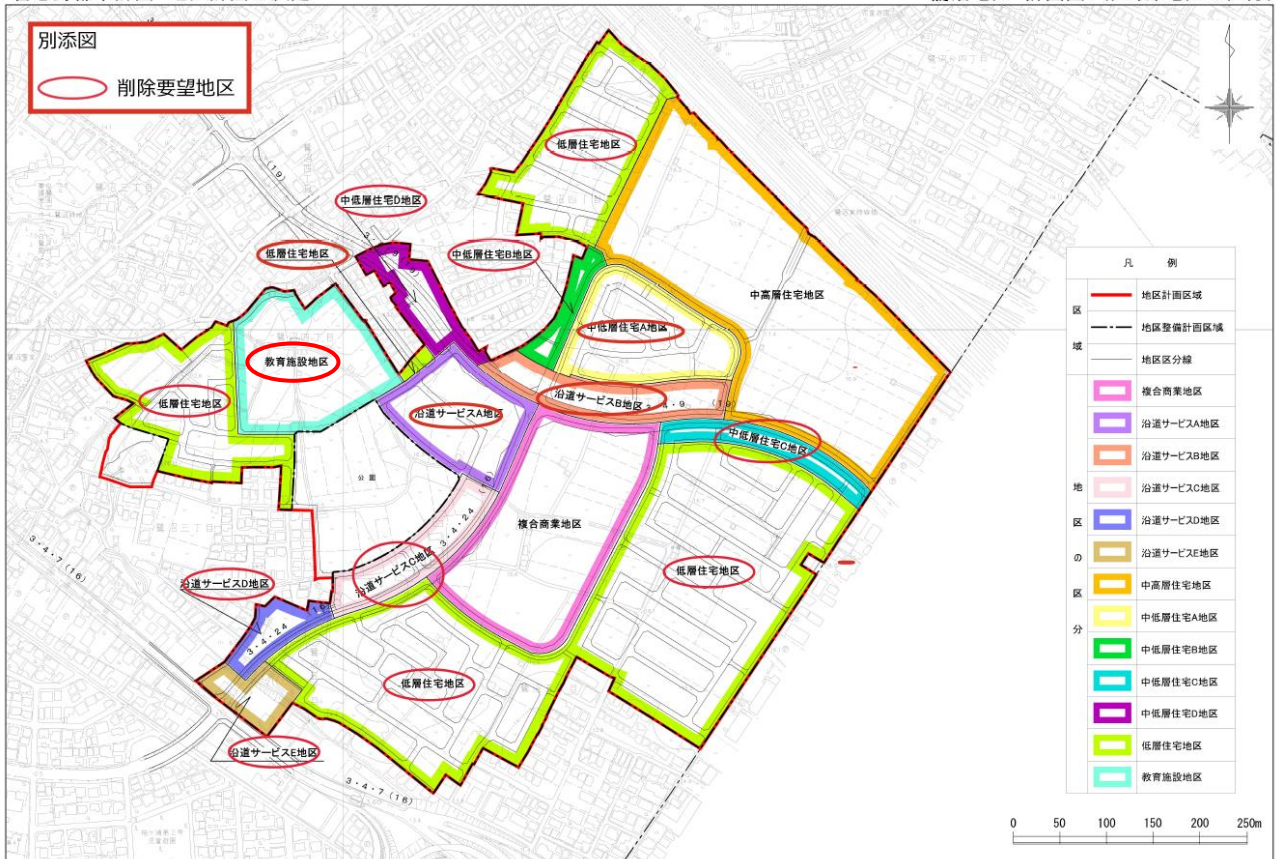 別添図
削除要望地区
低層住宅地区
中低層住宅D地区
低層住宅地区
中低層住宅B地区
中高層住宅地区
中低層住宅A地区
教育施設地区
低層住宅地区
沿道サービスA地区
沿道サービスB地区
3・4・9 (19)
中低層住宅C地区
公園
複合商業地区
3・4・24 (16)
沿道サービスC地区
低層住宅地区
3・4・7 (16)
沿道サービスD地区
3・4・24 (16)
低層住宅地区
沿道サービスE地区
3・4・7 (16)
凡 例
区域
地区計画区域
地区整備計画区域
地区区分線
地区の区分
複合商業地区
沿道サービスA地区
沿道サービスB地区
沿道サービスC地区
沿道サービスD地区
沿道サービスE地区
中高層住宅地区
中低層住宅A地区
中低層住宅B地区
中低層住宅C地区
中低層住宅D地区
低層住宅地区
教育施設地区
0 50 100 150 200 250m